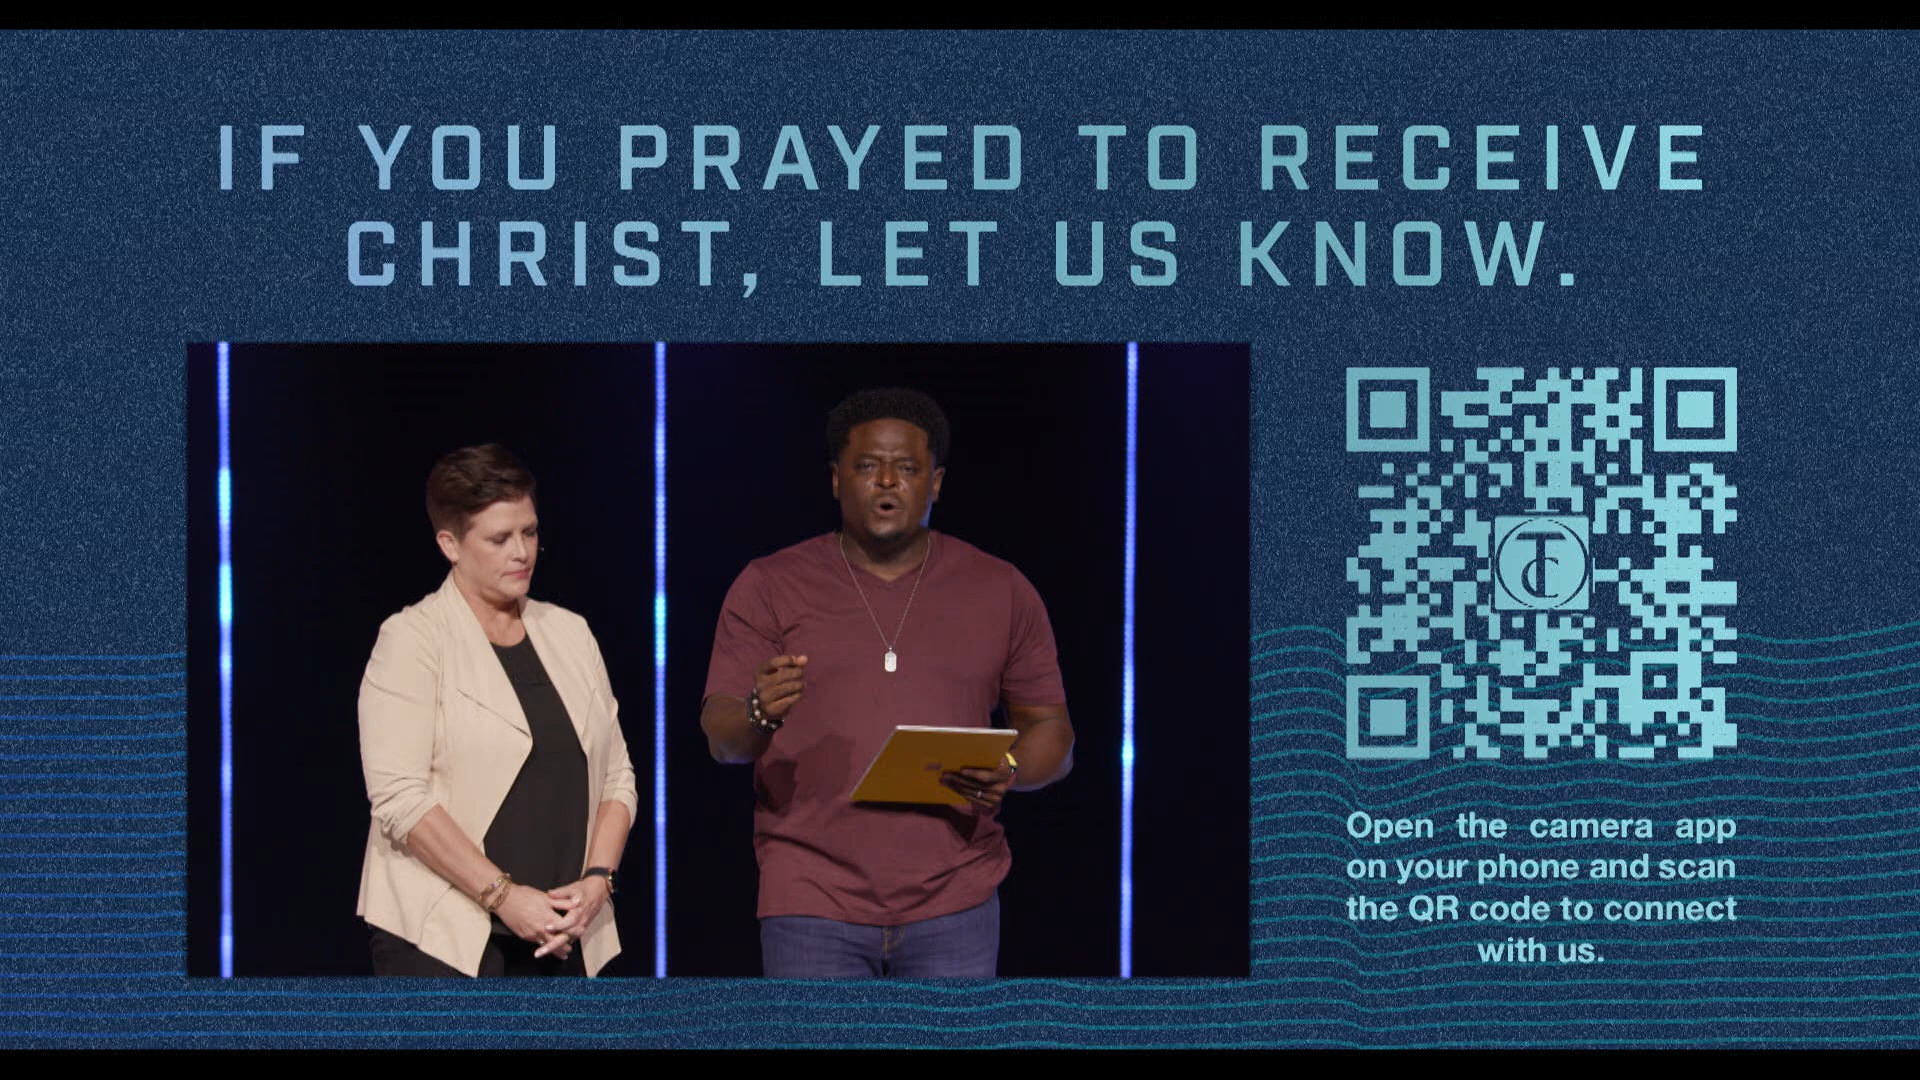 IF YOU PRAYED TO RECEIVE
CHRIST, LET US KNOW.
TC
Open the camera app
on your phone and scan
the QR code to connect
with us.